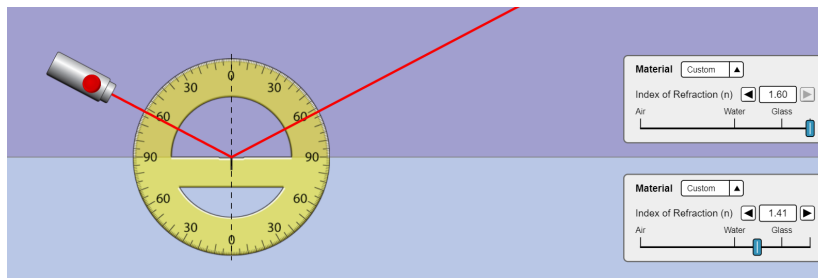 0
30 30
60 60
90 90
60 60
30 30
0
Material Custom
Index of Refraction (n) 1.60
Air Water Glass
Material Custom
Index of Refraction (n) 1.41
Air Water Glass